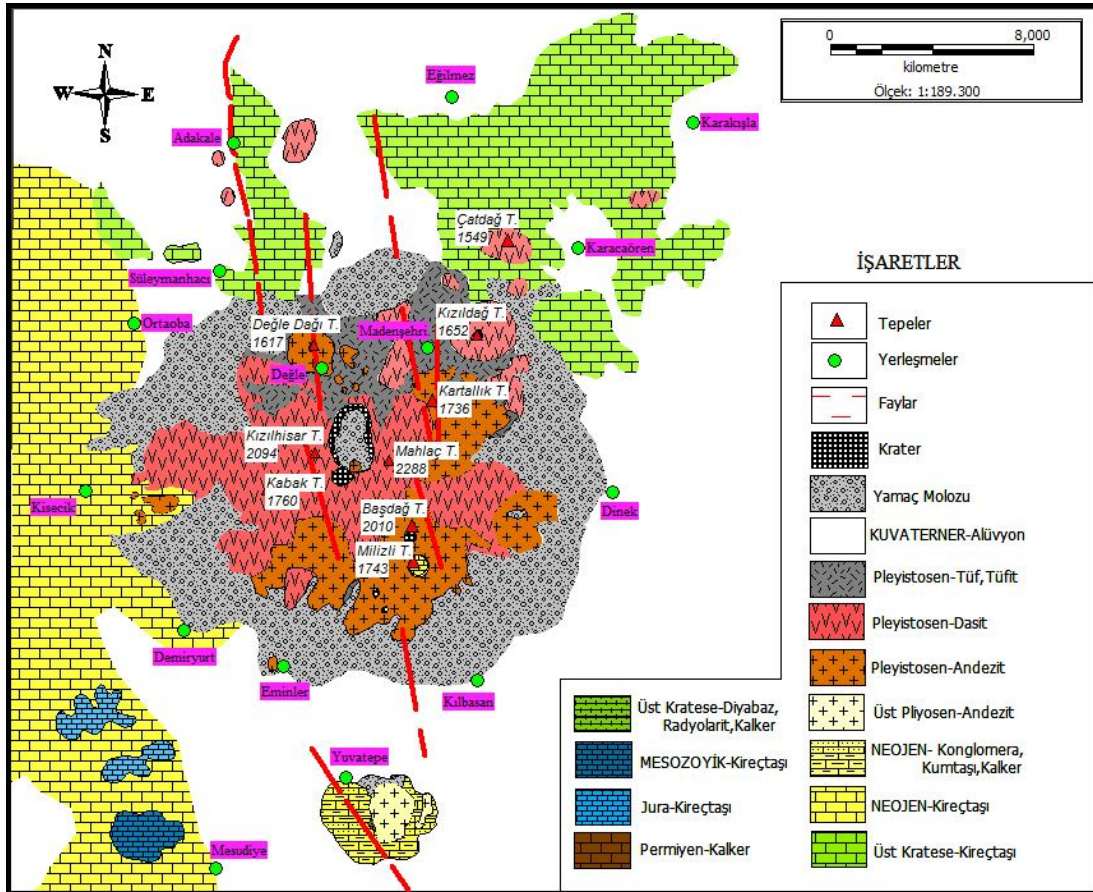 0 8,000
kilometre
Ölçek: 1:189.300
N
W E
S
Eğilmez
Karakışla
Adakale
Çatdağ T.
1549
Karacaören
Süleymanhacı
Ortaoba
Değle Dağı T.
1617
Kızıldağ T.
1652
Madenşehri.
Değle
Kartallık T.
1736
Kızılhisar T.
2094
Mahlaç T.
2288
Kabak T.
1760
Kisecik
Dinek
Başdağ T.
2010
Milizli T.
1743
Demiryurt
Eminler
Kılbasan
Yuvatepe
Mesudiye
İŞARETLER
Tepeler
Yerleşmeler
Faylar
Krater
Yamaç Molozu
KUVATERNER-Alüvyon
Pleyistosen-Tüf,Tüfit
Pleyistosen-Dasit
Pleyistosen-Andezit
Üst Pliyosen-Andezit
NEOJEN- Konglomera,
Kumtaşı,Kalker
NEOJEN-Kireçtaşı
Üst Kratese-Kireçtaşı
Üst Kratese-Diyabaz,
Radyolarit,Kalker
MESOZOYİK-Kireçtaşı
Jura-Kireçtaşı
Permiyen-Kalker